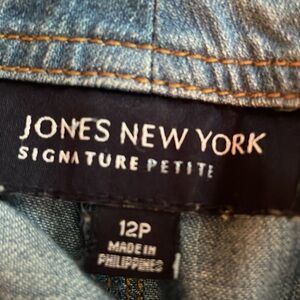 JONES NEW YORK
SIGNATURE PETITE
12P
MADE IN
PHILIPPINES